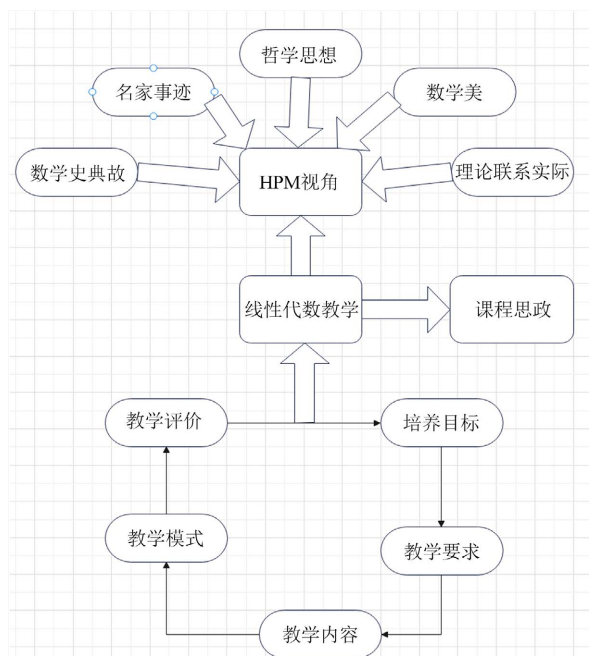 哲学思想
名家事迹
数学美
数学史典故
HPM视角
理论联系实际
线性代数教学
课程思政
教学评价
培养目标
教学模式
教学要求
教学内容